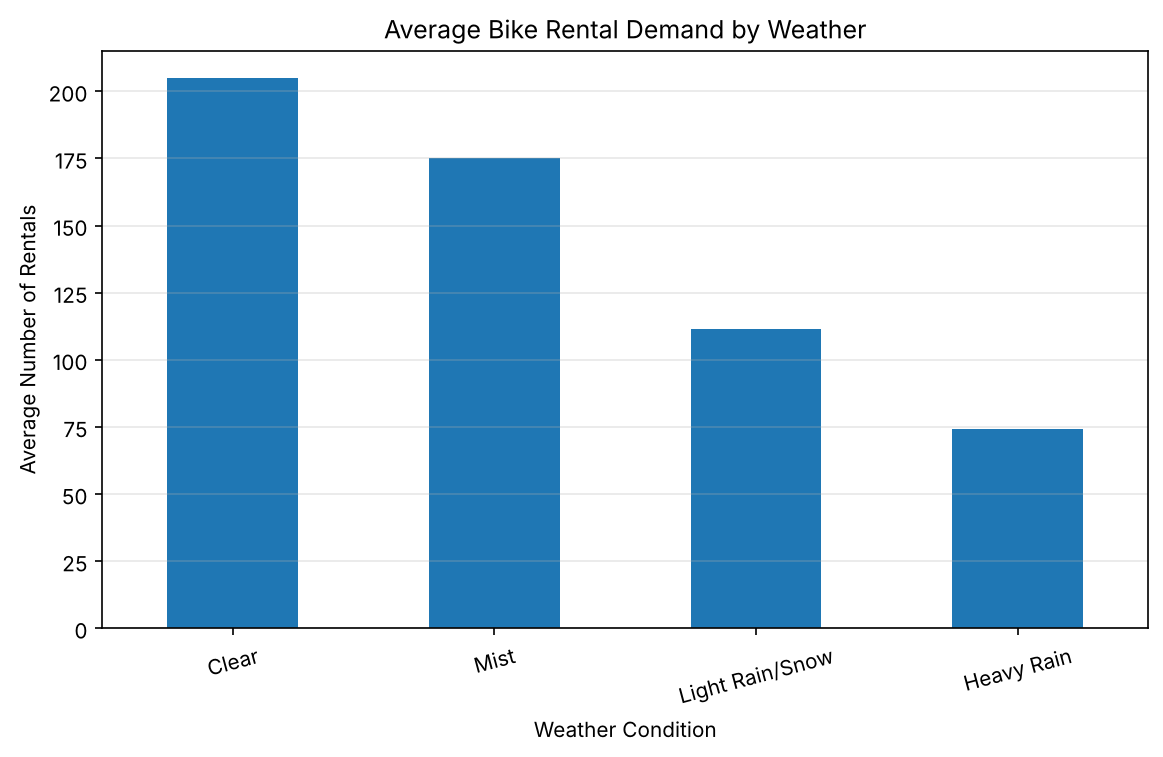 Average Bike Rental Demand by Weather
Average Number of Rentals
200
175
150
125
100
75
50
25
0
Clear
Mist
Light Rain/Snow
Heavy Rain
Weather Condition